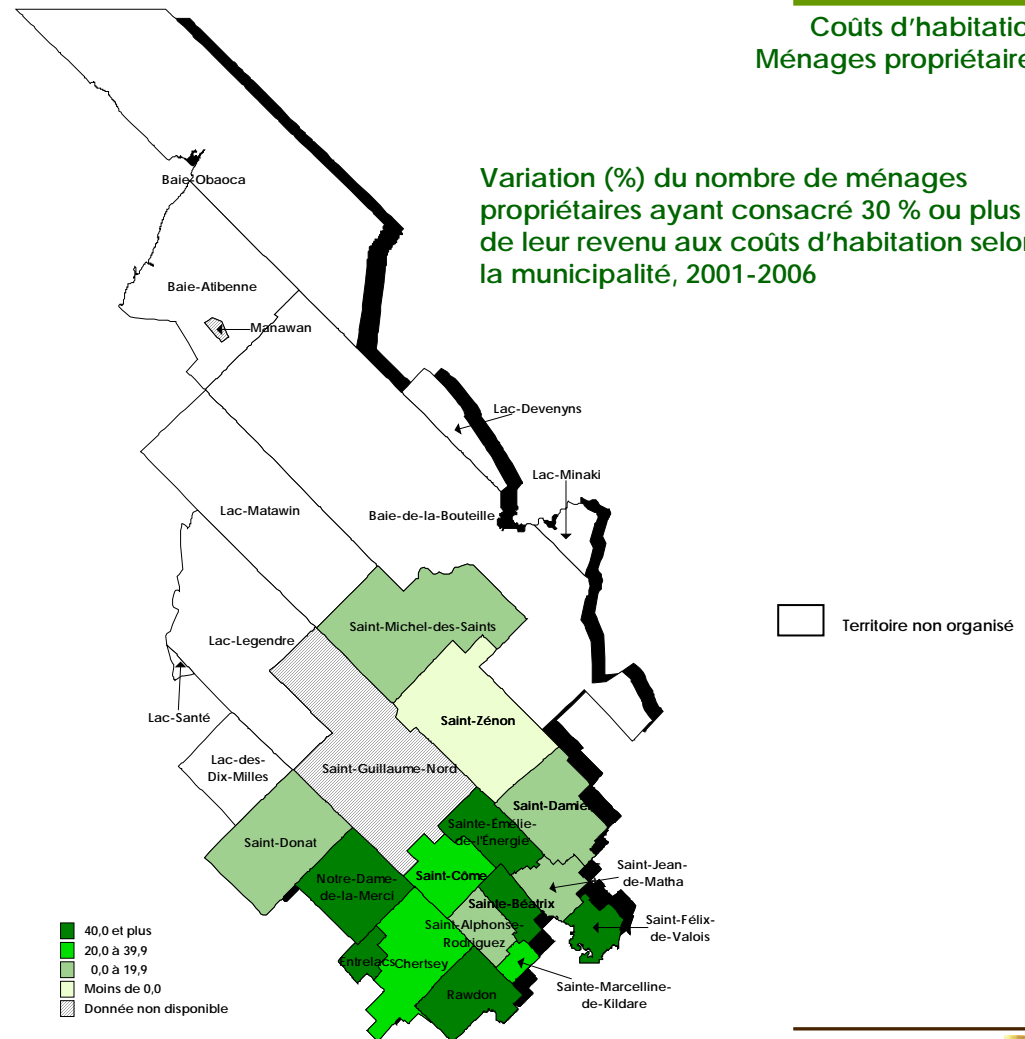 Coûts d'habitatio
Ménages propriétaire
Variation (%) du nombre de ménages
propriétaires ayant consacré 30 % ou plus
de leur revenu aux coûts d'habitation selon
la municipalité, 2001-2006
Baie-Obaoca
Baie-Atibenne
Manawan
Lac-Devenyns
Lac-Minaki
Lac-Matawin
Baie-de-la-Bouteille
Saint-Michel-des-Saints
Territoire non organisé
Lac-Legendre
Lac-Santé
Saint-Zénon
Lac-des-
Dix-Milles
Saint-Guillaume-Nord
Saint-Damien
Sainte-Émélie-
de-l'Énergie
Saint-Donat
Saint-Jean-
de-Matha
Notre-Dame-
de-la-Merci
Saint-Côme
Sainte-Béatrix
Saint-Félix-
de-Valois
Saint-Alphonse-
Rodriguez
Entrelacs
Chertsey
Sainte-Marcelline-
de-Kildare
Rawdon
40,0 et plus
20,0 à 39,9
0,0 à 19,9
Moins de 0,0
Donnée non disponible